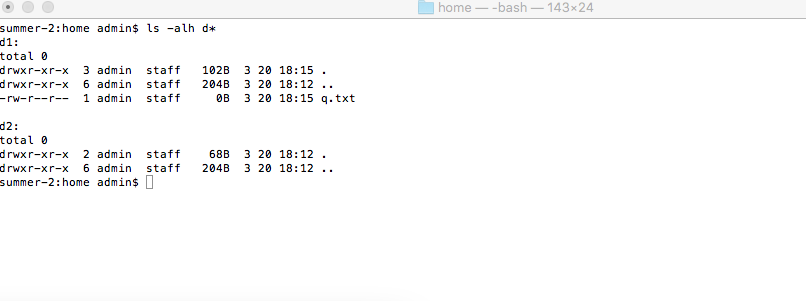 home — -bash — 143×24
summer-2:home admin$ ls -alh d*
d1:
total 0
drwxr-xr-x  3 admin  staff   102B  3 20 18:15 .
drwxr-xr-x  6 admin  staff   204B  3 20 18:12 ..
-rw-r--r--  1 admin  staff     0B  3 20 18:15 q.txt

d2:
total 0
drwxr-xr-x  2 admin  staff    68B  3 20 18:12 .
drwxr-xr-x  6 admin  staff   204B  3 20 18:12 ..
summer-2:home admin$